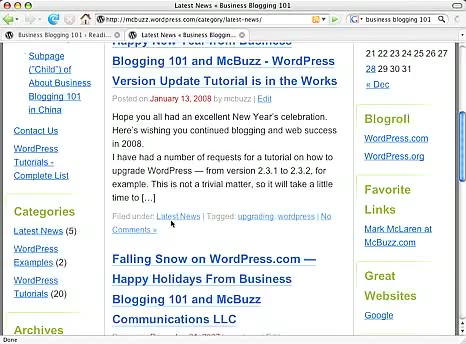 Latest News « Business Blogging 101
http://mcbuzz.wordpress.com/category/latest-news/
business blogging 101
Business Blogging 101 › Readi...
Latest News « Business Bloggin...
Subpage
("Child") of
About Business
Blogging 101
in China
Contact Us
WordPress
Tutorials -
Complete List
Categories
Latest News (5)
WordPress
Examples (2)
WordPress
Tutorials (20)
Archives
Happy New Year from Business
Blogging 101 and McBuzz - WordPress
Version Update Tutorial is in the Works
Posted on January 13, 2008 by mcbuzz | Edit
Hope you all had an excellent New Year's celebration.
Here's wishing you continued blogging and web success
in 2008.
I have had a number of requests for a tutorial on how to
upgrade WordPress — from version 2.3.1 to 2.3.2, for
example. This is not a trivial matter, so it will take a little
time to […]
Filed under: Latest News | Tagged: upgrading, wordpress | No
Comments »
Falling Snow on WordPress.com —
Happy Holidays From Business
Blogging 101 and McBuzz
Communications LLC
21 22 23 24 25 26 27
28 29 30 31
« Dec
Blogroll
WordPress.com
WordPress.org
Favorite
Links
Mark McLaren at
McBuzz.com
Great
Websites
Google
Done